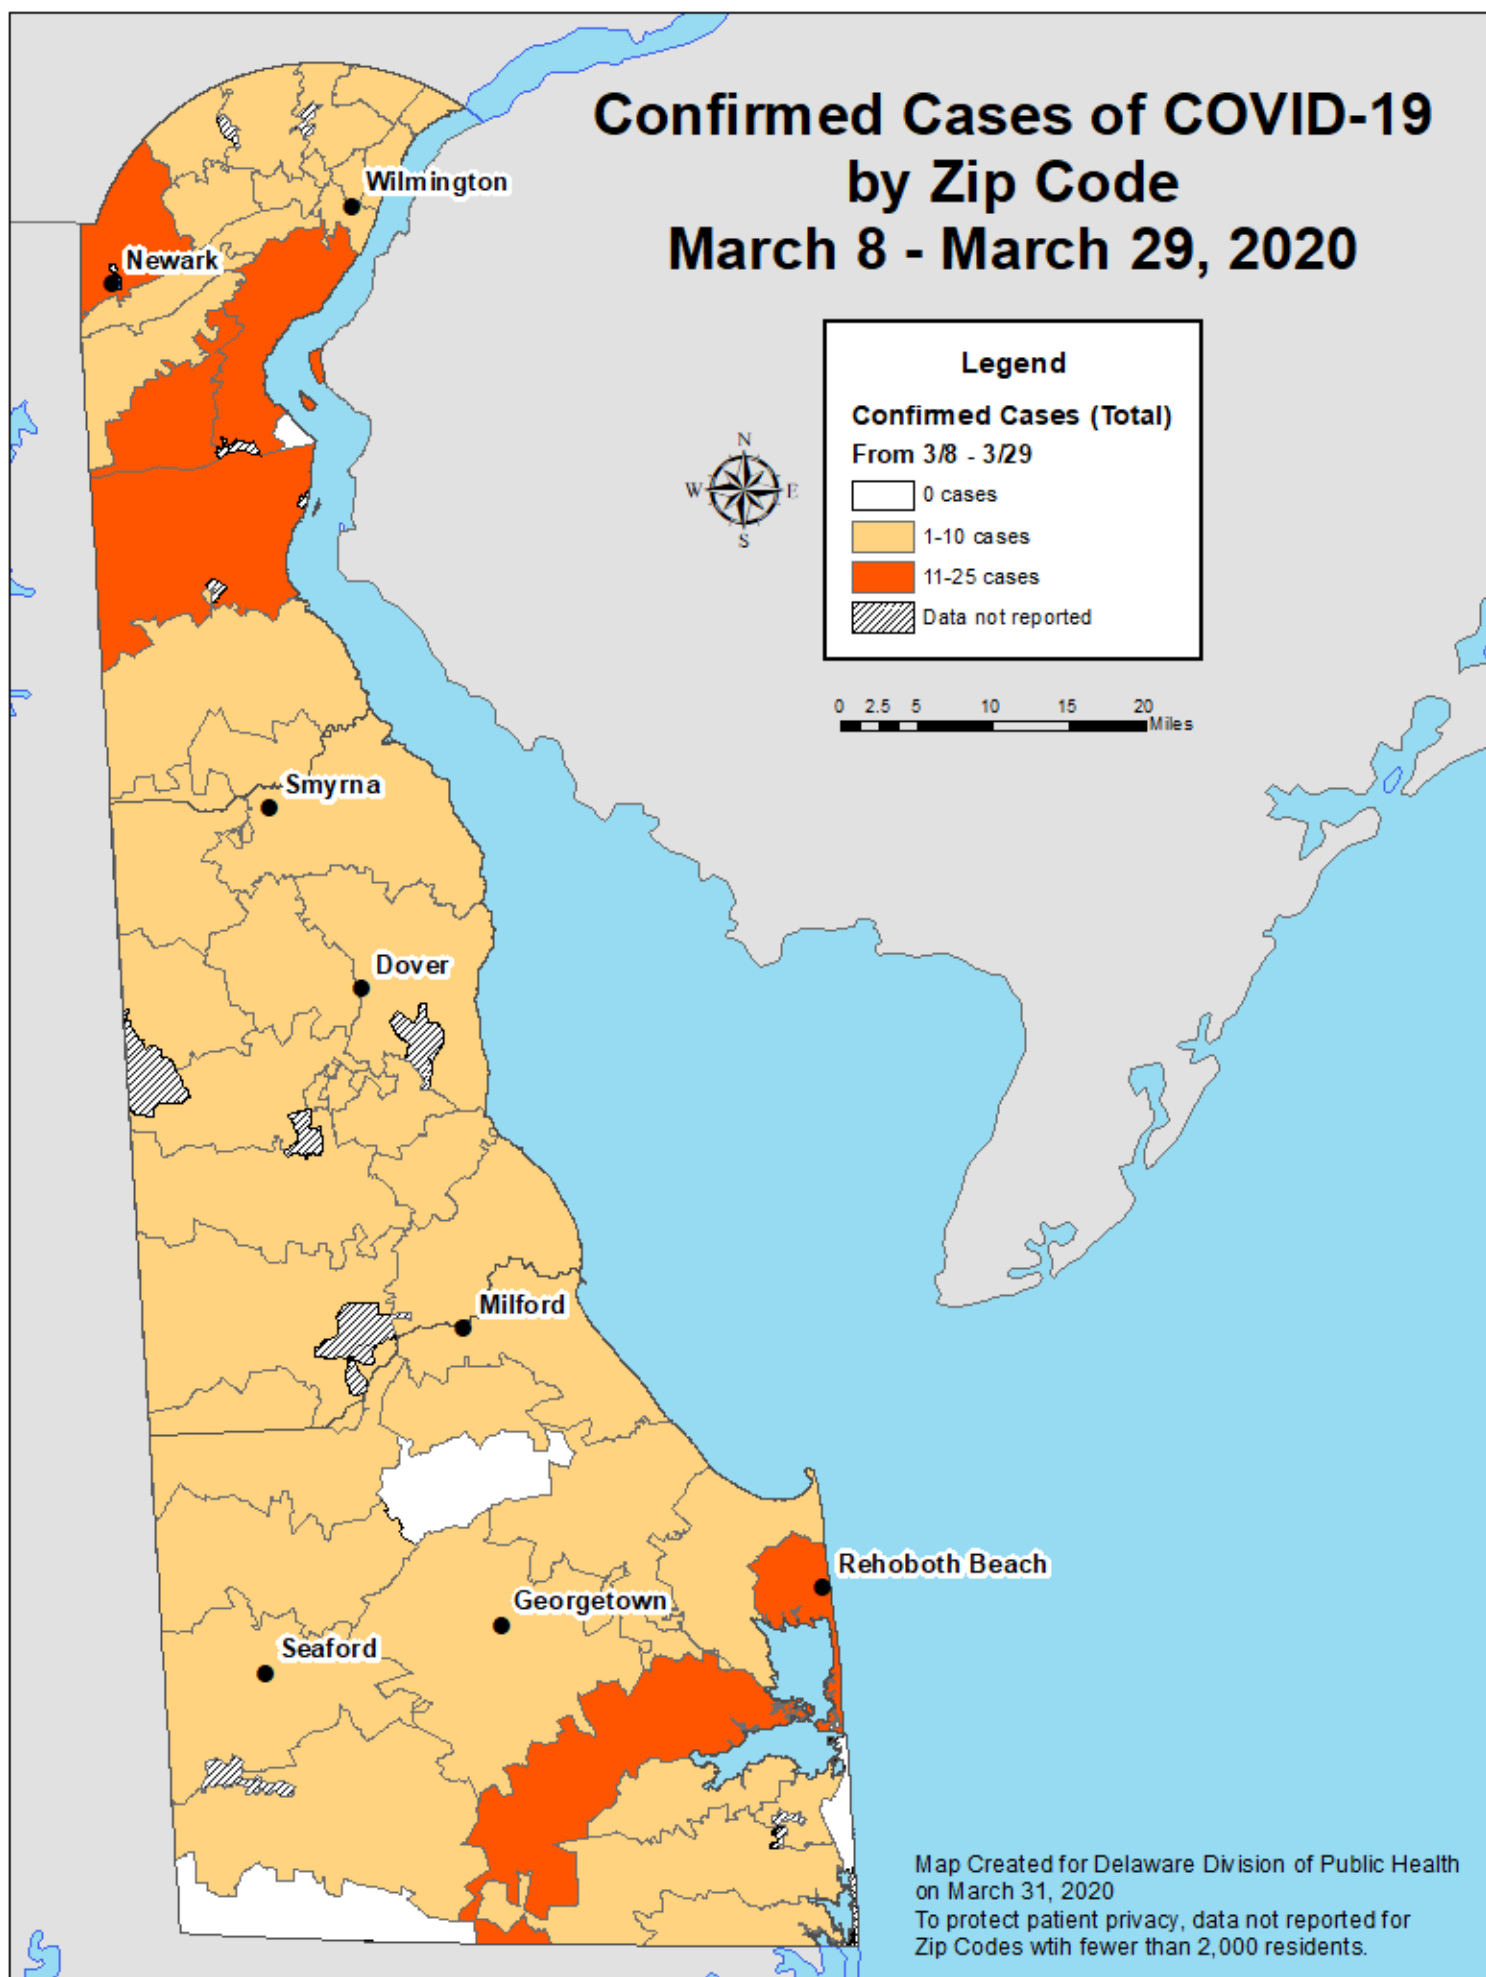 Confirmed Cases of COVID-19
by Zip Code
March 8 - March 29, 2020
Wilmington
Newark
Legend
Confirmed Cases (Total)
From 3/8 - 3/29
0 cases
1-10 cases
11-25 cases
Data not reported
N
W E
S
0 2.5 5 10 15 20
Miles
Smyrna
Dover
Milford
Rehoboth Beach
Georgetown
Seaford
Map Created for Delaware Division of Public Health
on March 31, 2020
To protect patient privacy, data not reported for
Zip Codes wtih fewer than 2,000 residents.